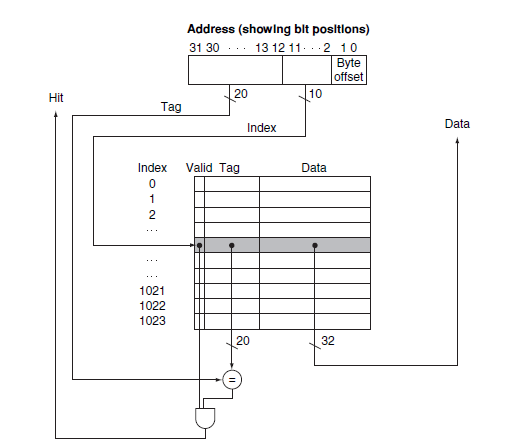 Address (showing bit positions)
31 30 · · · 13 12 11 · · · 2 1 0
Byte
offset
20
10
Hit
Tag
Index
Data
Index Valid Tag Data
0
1
2
...
...
...
1021
1022
1023
20
32
=